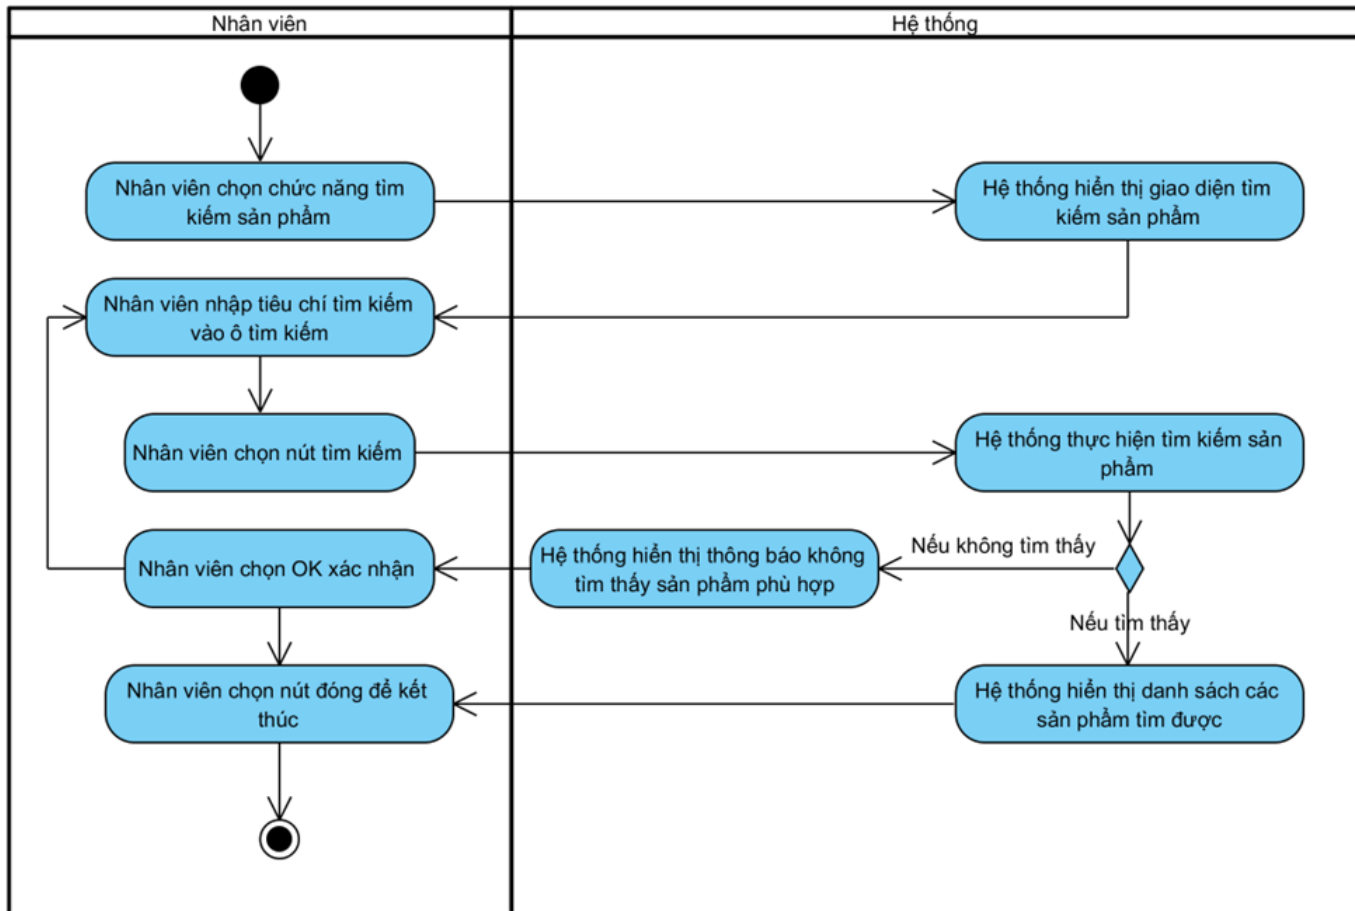 Nhân viên
Hệ thống
Nhân viên chọn chức năng tìm
kiếm sản phẩm
Hệ thống hiển thị giao diện tìm
kiếm sản phẩm
Nhân viên nhập tiêu chí tìm kiếm
vào ô tìm kiếm
Nhân viên chọn nút tìm kiếm
Hệ thống thực hiện tìm kiếm sản
phẩm
Nếu không tìm thấy
Hệ thống hiển thị thông báo không
tìm thấy sản phẩm phù hợp
Nhân viên chọn OK xác nhận
Nếu tìm thấy
Nhân viên chọn nút đóng để kết
thúc
Hệ thống hiển thị danh sách các
sản phẩm tìm được